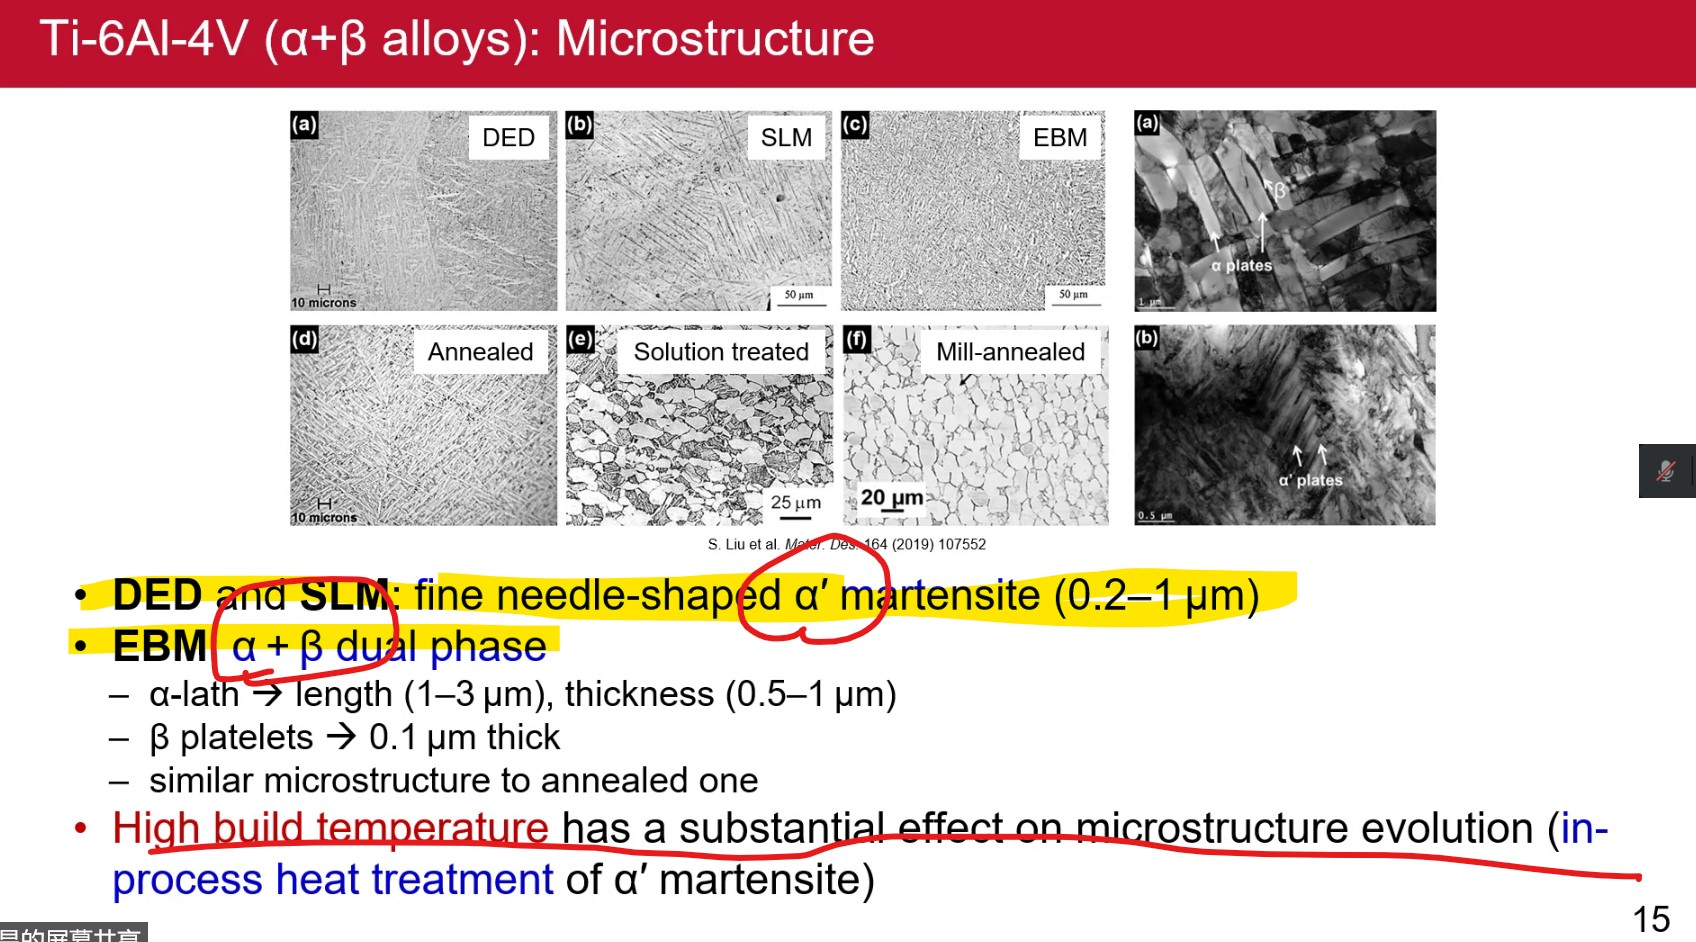 Ti-6Al-4V (α+β alloys): Microstructure
(a) DED
10 microns
(b) SLM
50 μm
(c) EBM
50 μm
(a)
β
α plates
1 μm
(d) Annealed
10 microns
(e) Solution treated
25 μm
(f) Mill-annealed
20 μm
(b)
α' plates
0.5 μm
S. Liu et al. Mater. Des. 164 (2019) 107552
• DED and SLM: fine needle-shaped α′ martensite (0.2–1 μm)
• EBM α + β dual phase
– α-lath → length (1–3 μm), thickness (0.5–1 μm)
– β platelets → 0.1 μm thick
– similar microstructure to annealed one
• High build temperature has a substantial effect on microstructure evolution (in-
process heat treatment of α′ martensite)
15
的屏幕共享